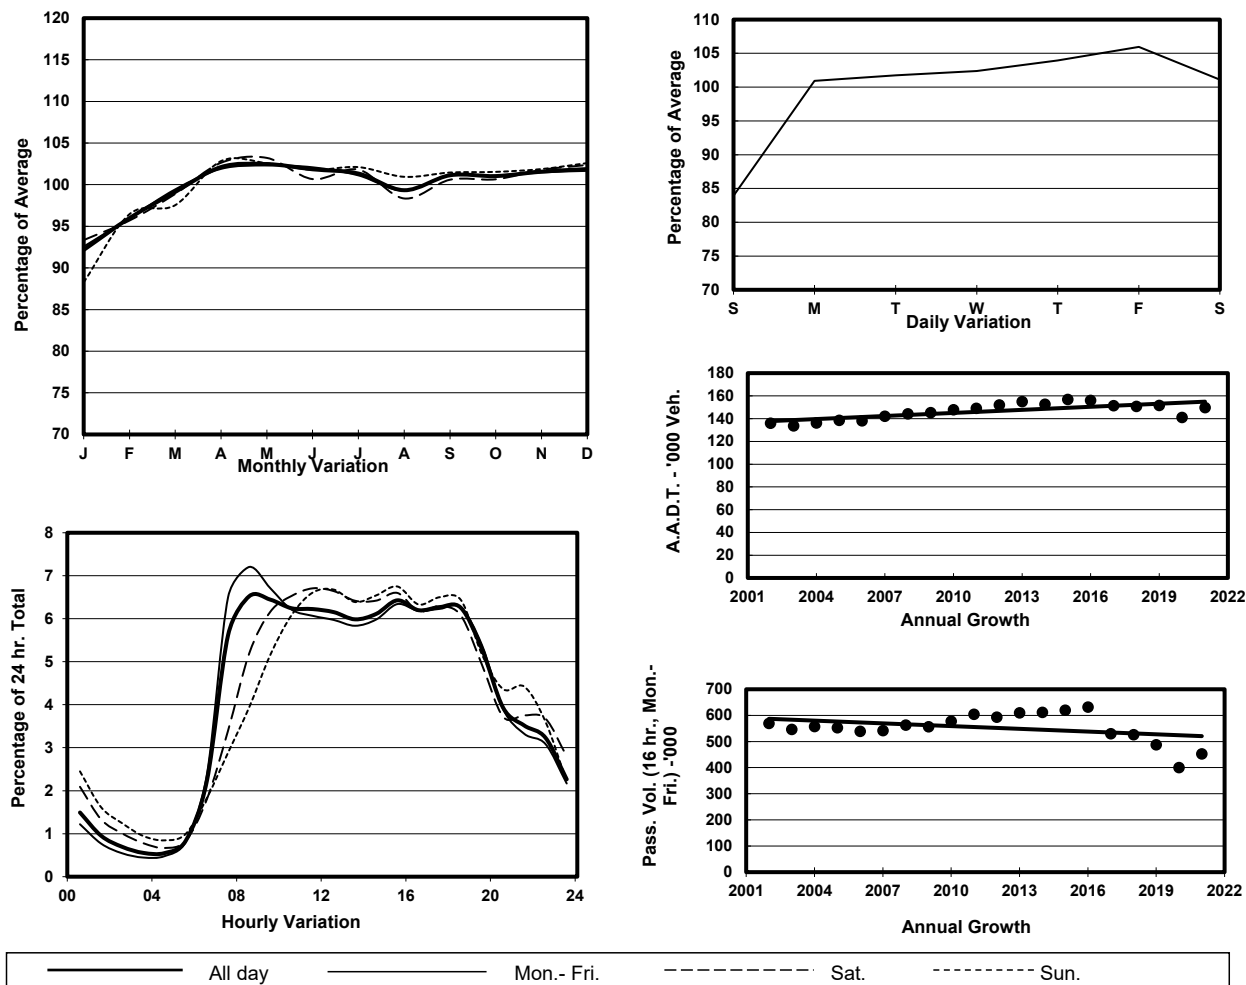 120
115
110
105
100
95
90
85
80
75
70
Percentage of Average
J F M A M J J A S O N D
Monthly Variation
110
105
100
95
90
85
80
75
70
Percentage of Average
S M T W T F S
Daily Variation
180
160
140
120
100
80
60
40
20
0
A.A.D.T. - '000 Veh.
2001 2004 2007 2010 2013 2016 2019 2022
Annual Growth
8
7
6
5
4
3
2
1
0
Percentage of 24 hr. Total
00 04 08 12 16 20 24
Hourly Variation
700
600
500
400
300
200
100
0
Pass. Vol. (16 hr., Mon.-
Fri.) -'000
2001 2004 2007 2010 2013 2016 2019 2022
Annual Growth
All day Mon.- Fri. Sat. Sun.